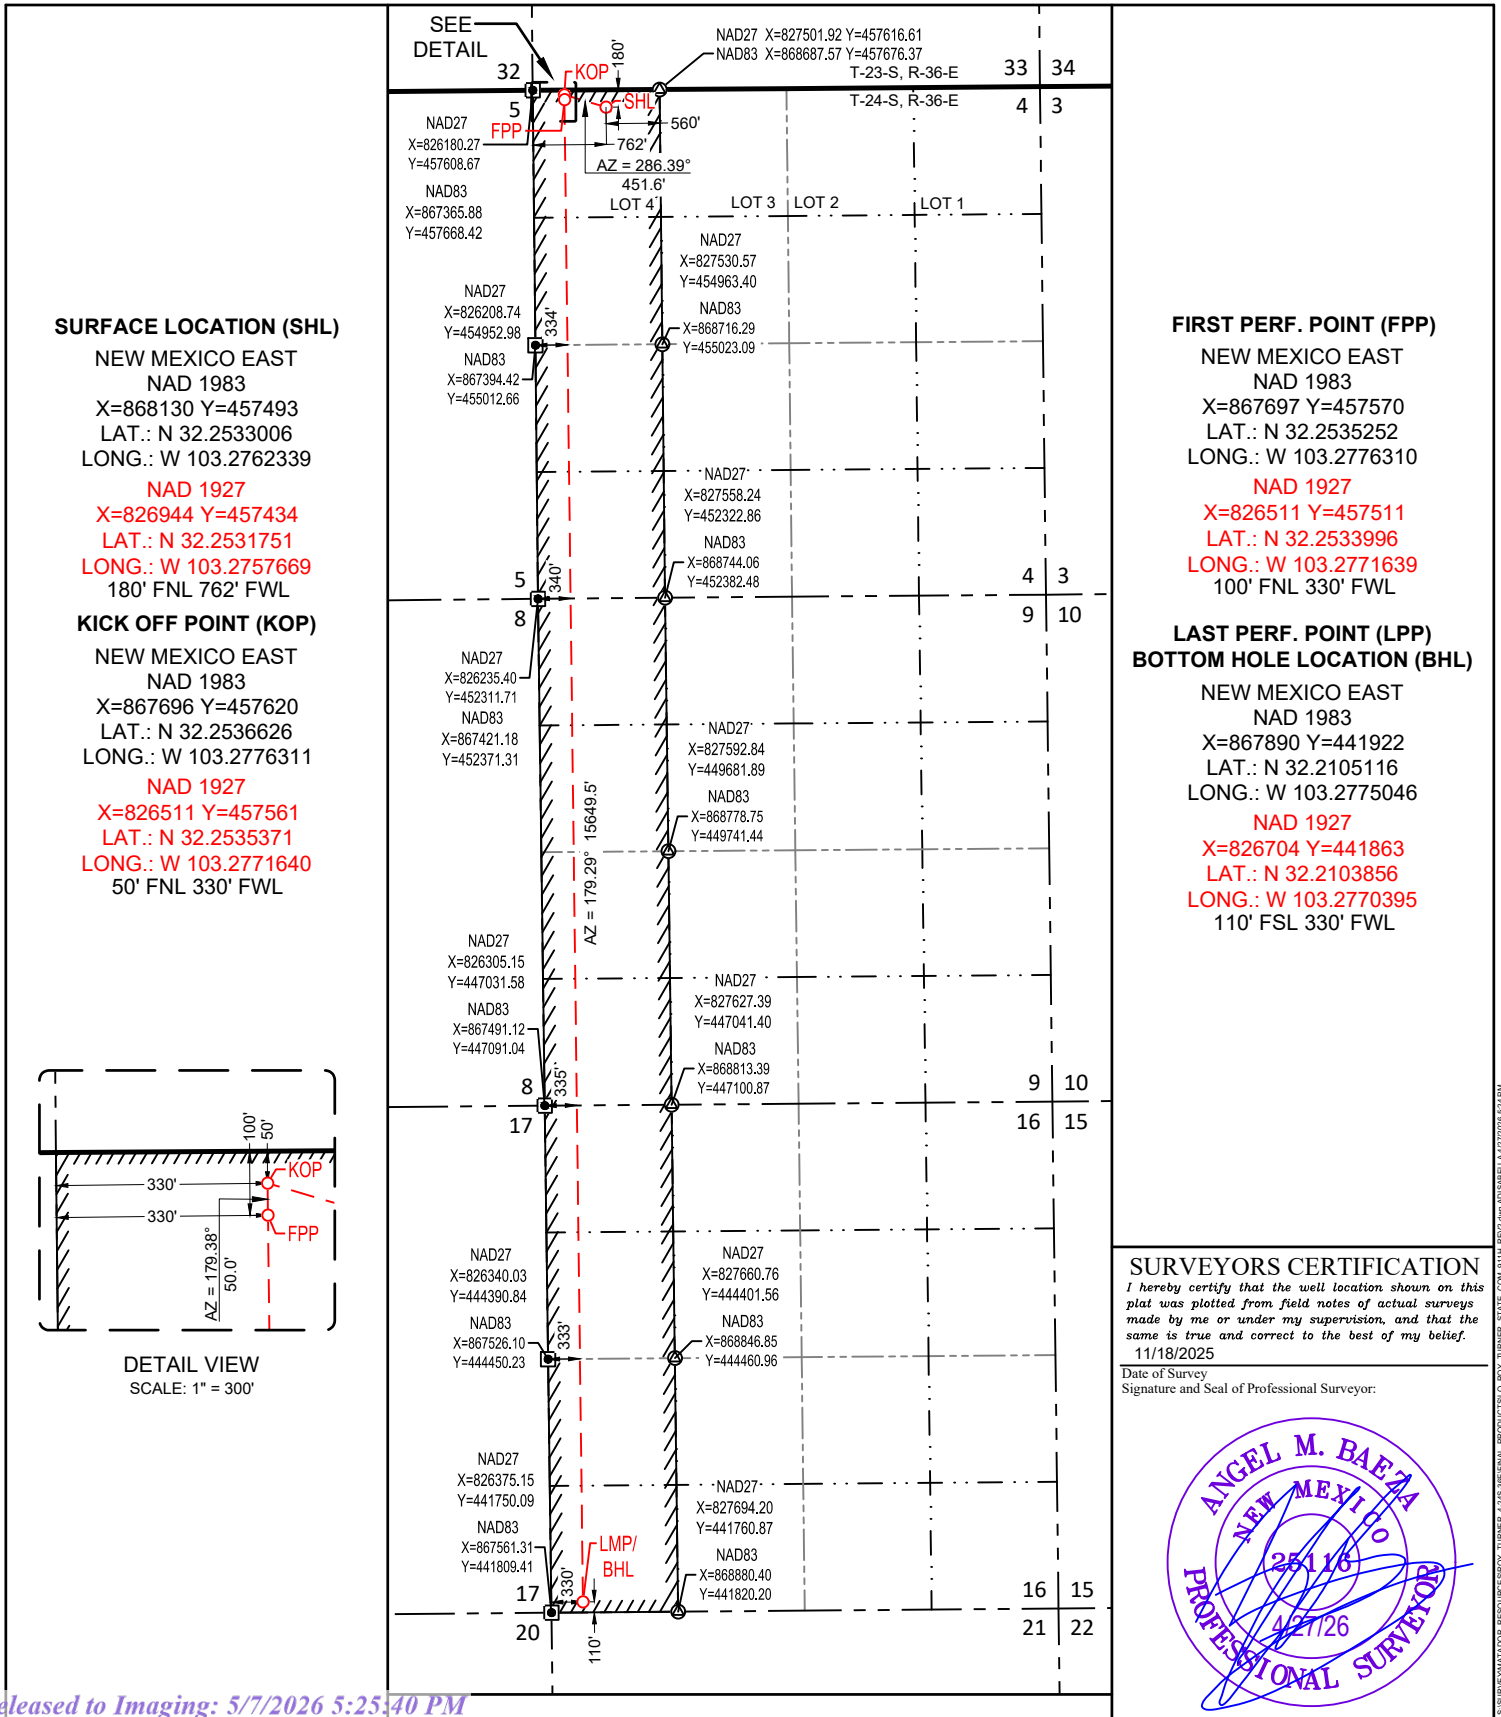 SEE
DETAIL
NAD27 X=827501.92 Y=457616.61
NAD83 X=868687.57 Y=457676.37
T-23-S, R-36-E
T-24-S, R-36-E
32
5
33 34
4 3
180'
KOP
SHL
FPP
560'
762'
AZ = 286.39°
451.6'
LOT 4
LOT 3
LOT 2
LOT 1
NAD27
X=826180.27
Y=457608.67
NAD83
X=867365.88
Y=457668.42
NAD27
X=827530.57
Y=454963.40
NAD83
X=868716.29
Y=455023.09
NAD27
X=826208.74
Y=454952.98
NAD83
X=867394.42
Y=455012.66
334'
NAD27
X=827558.24
Y=452322.86
NAD83
X=868744.06
Y=452382.48
5
8
340'
4 3
9 10
NAD27
X=826235.40
Y=452311.71
NAD83
X=867421.18
Y=452371.31
NAD27
X=827592.84
Y=449681.89
NAD83
X=868778.75
Y=449741.44
AZ = 179.29° 15649.5'
NAD27
X=826305.15
Y=447031.58
NAD83
X=867491.12
Y=447091.04
NAD27
X=827627.39
Y=447041.40
NAD83
X=868813.39
Y=447100.87
8
17
335'
9 10
16 15
NAD27
X=826340.03
Y=444390.84
NAD83
X=867526.10
Y=444450.23
333'
NAD27
X=827660.76
Y=444401.56
NAD83
X=868846.85
Y=444460.96
NAD27
X=826375.15
Y=441750.09
NAD83
X=867561.31
Y=441809.41
NAD27
X=827694.20
Y=441760.87
NAD83
X=868880.40
Y=441820.20
LMP/
BHL
330'
110'
17
20
16 15
21 22
SURFACE LOCATION (SHL)
NEW MEXICO EAST
NAD 1983
X=868130 Y=457493
LAT.: N 32.2533006
LONG.: W 103.2762339
NAD 1927
X=826944 Y=457434
LAT.: N 32.2531751
LONG.: W 103.2757669
180' FNL 762' FWL
KICK OFF POINT (KOP)
NEW MEXICO EAST
NAD 1983
X=867696 Y=457620
LAT.: N 32.2536626
LONG.: W 103.2776311
NAD 1927
X=826511 Y=457561
LAT.: N 32.2535371
LONG.: W 103.2771640
50' FNL 330' FWL
100'
50'
330'
330'
KOP
FPP
AZ = 179.38°
50.0'
DETAIL VIEW
SCALE: 1" = 300'
FIRST PERF. POINT (FPP)
NEW MEXICO EAST
NAD 1983
X=867697 Y=457570
LAT.: N 32.2535252
LONG.: W 103.2776310
NAD 1927
X=826511 Y=457511
LAT.: N 32.2533996
LONG.: W 103.2771639
100' FNL 330' FWL
LAST PERF. POINT (LPP)
BOTTOM HOLE LOCATION (BHL)
NEW MEXICO EAST
NAD 1983
X=867890 Y=441922
LAT.: N 32.2105116
LONG.: W 103.2775046
NAD 1927
X=826704 Y=441863
LAT.: N 32.2103856
LONG.: W 103.2770395
110' FSL 330' FWL
SURVEYORS CERTIFICATION
I hereby certify that the well location shown on this
plat was plotted from field notes of actual surveys
made by me or under my supervision, and that the
same is true and correct to the best of my belief.
11/18/2025
Date of Survey
Signature and Seal of Professional Surveyor:
ANGEL M. BAEZA
NEW MEXICO
25116
4/27/26
PROFESSIONAL SURVEYOR
eleased to Imaging: 5/7/2026 5:25:40 PM